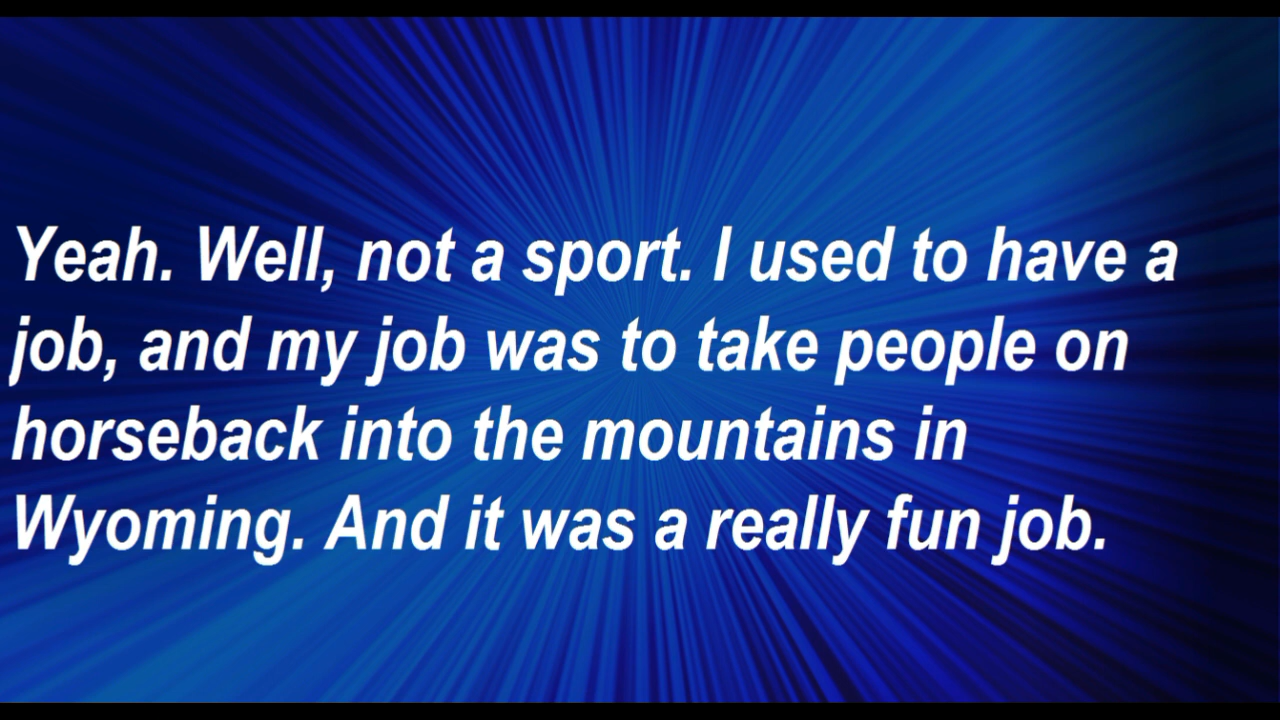 Yeah. Well, not a sport. I used to have a
job, and my job was to take people on
horseback into the mountains in
Wyoming. And it was a really fun job.